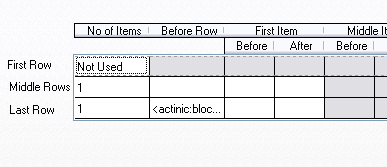 No of Items Before Row First Item Middle It
Before After Before
First Row Not Used
Middle Rows 1
Last Row 1 <actinic:bloc...